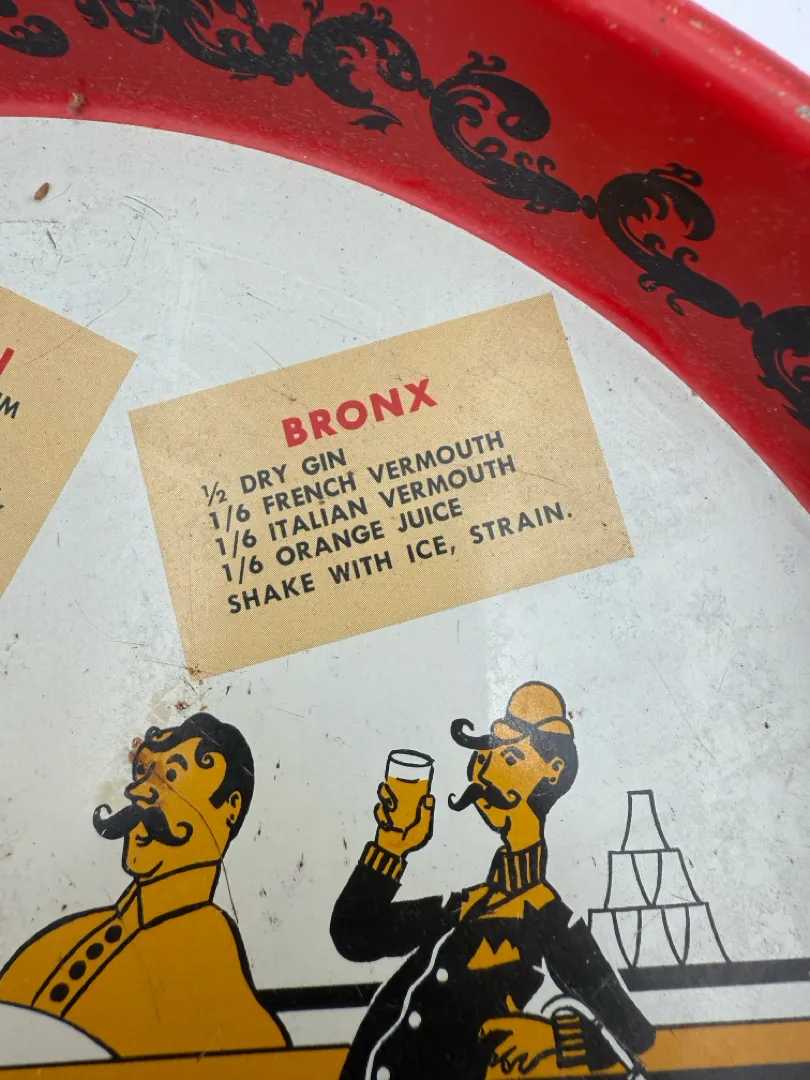 BRONX
½ DRY GIN
1/6 FRENCH VERMOUTH
1/6 ITALIAN VERMOUTH
1/6 ORANGE JUICE
SHAKE WITH ICE, STRAIN.